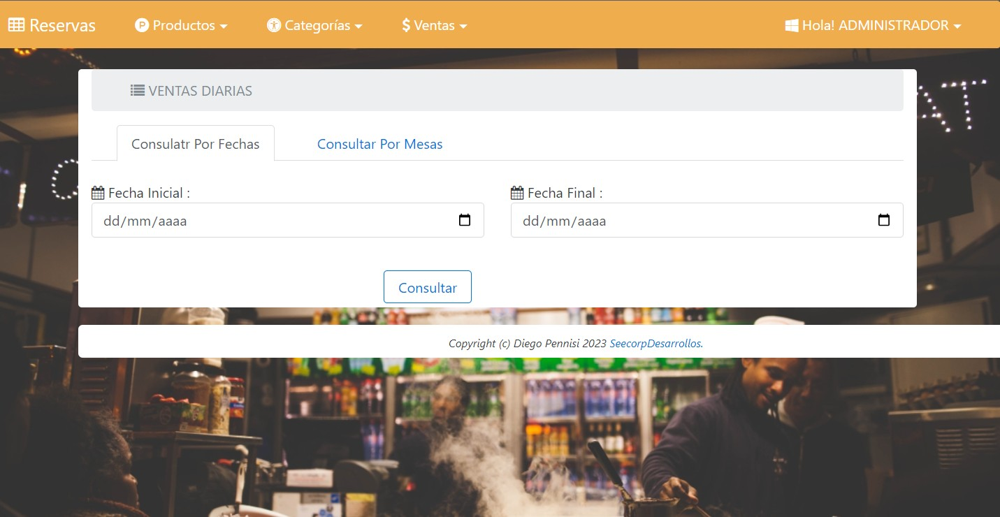 Reservas
Productos
Categorías
$ Ventas
Hola! ADMINISTRADOR
VENTAS DIARIAS
Consulatr Por Fechas
Consultar Por Mesas
Fecha Inicial :
Fecha Final :
dd/mm/aaaa
dd/mm/aaaa
Consultar
Copyright (c) Diego Pennisi 2023 SeecorpDesarrollos.